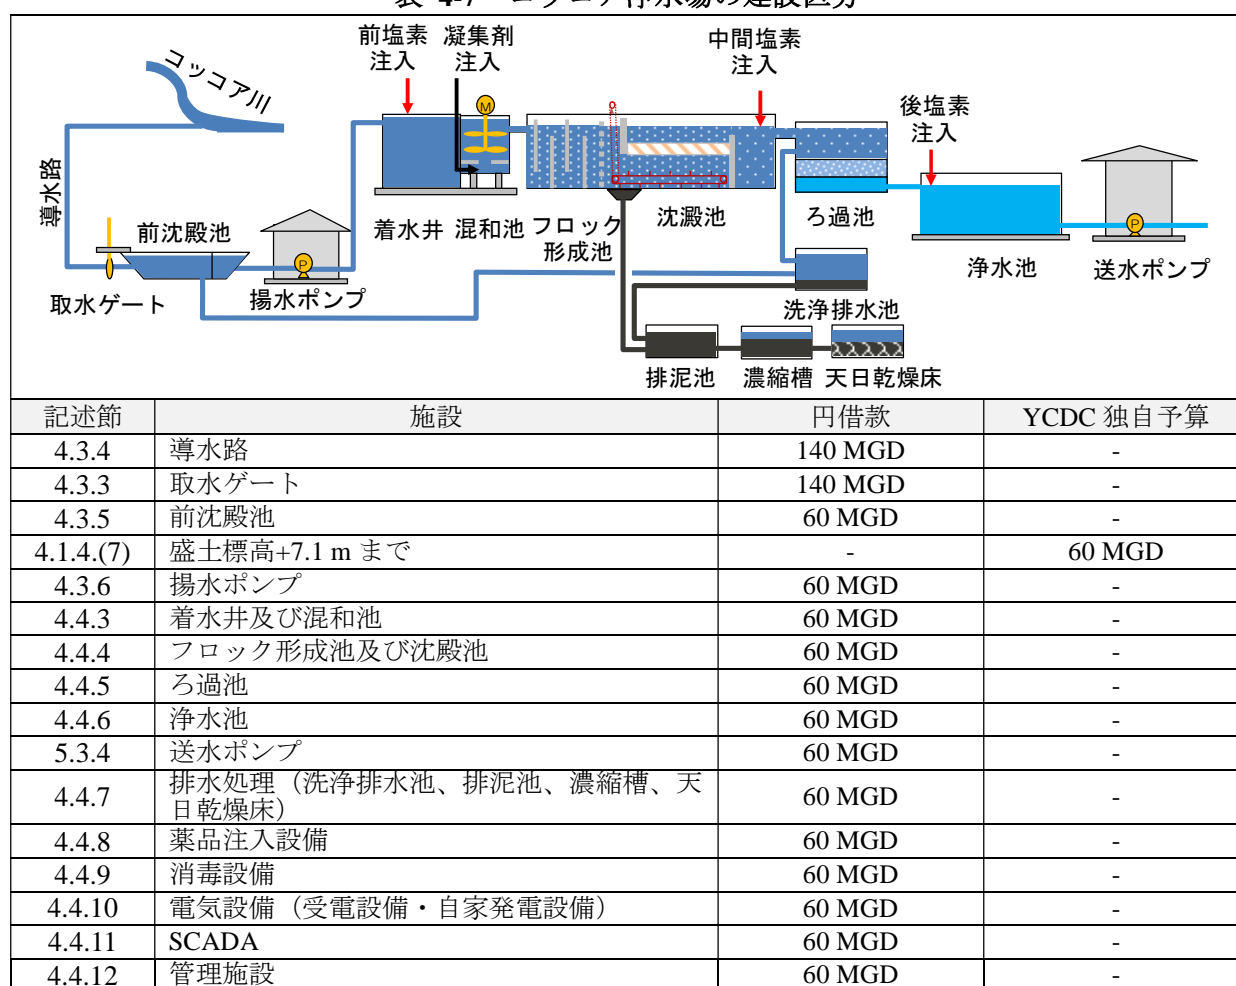 前塩素 凝集剤
注入 注入
中間塩素
注入
コッコア川
後塩素
注入
M
導水路
着水井 混和池 フロック
形成池
沈澱池
ろ過池
前沈殿池
P
P
取水ゲート
揚水ポンプ
浄水池
送水ポンプ
洗浄排水池
排泥池 濃縮槽 天日乾燥床
記述節 施設 円借款 YCDC 独自予算
4.3.4 導水路 140 MGD -
4.3.3 取水ゲート 140 MGD -
4.3.5 前沈殿池 60 MGD -
4.1.4.(7) 盛土標高+7.1 m まで - 60 MGD
4.3.6 揚水ポンプ 60 MGD -
4.4.3 着水井及び混和池 60 MGD -
4.4.4 フロック形成池及び沈殿池 60 MGD -
4.4.5 ろ過池 60 MGD -
4.4.6 浄水池 60 MGD -
5.3.4 送水ポンプ 60 MGD -
4.4.7 排水処理（洗浄排水池、排泥池、濃縮槽、天
日乾燥床） 60 MGD -
4.4.8 薬品注入設備 60 MGD -
4.4.9 消毒設備 60 MGD -
4.4.10 電気設備（受電設備・自家発電設備） 60 MGD -
4.4.11 SCADA 60 MGD -
4.4.12 管理施設 60 MGD -